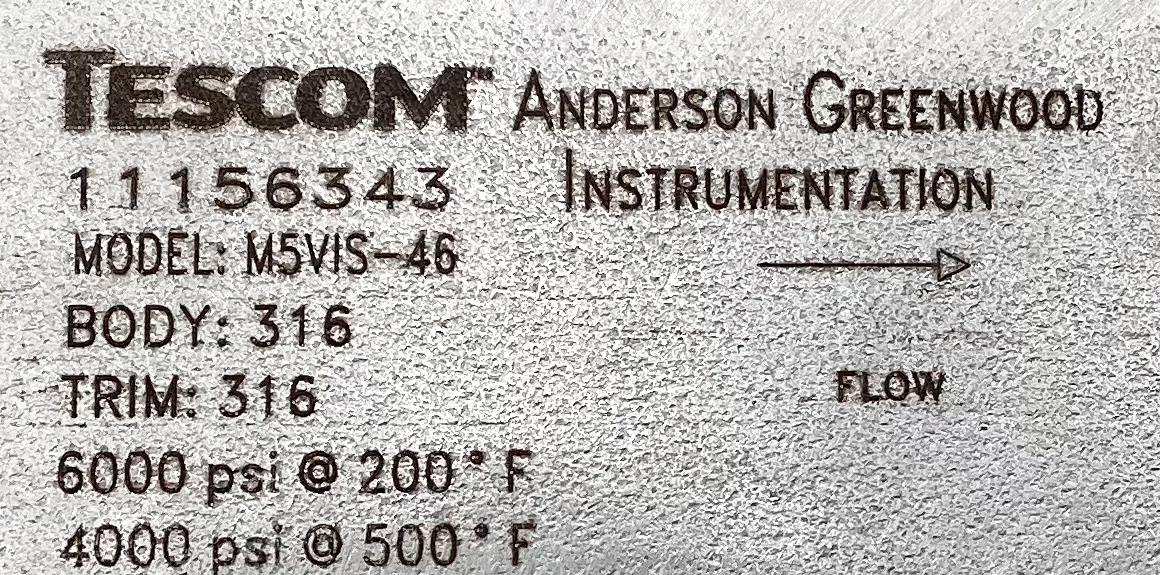 TESCOM™ ANDERSON GREENWOOD
INSTRUMENTATION
11156343
MODEL: M5VIS-46
BODY: 316
TRIM: 316
FLOW
6000 psi @ 200° F
4000 psi @ 500° F